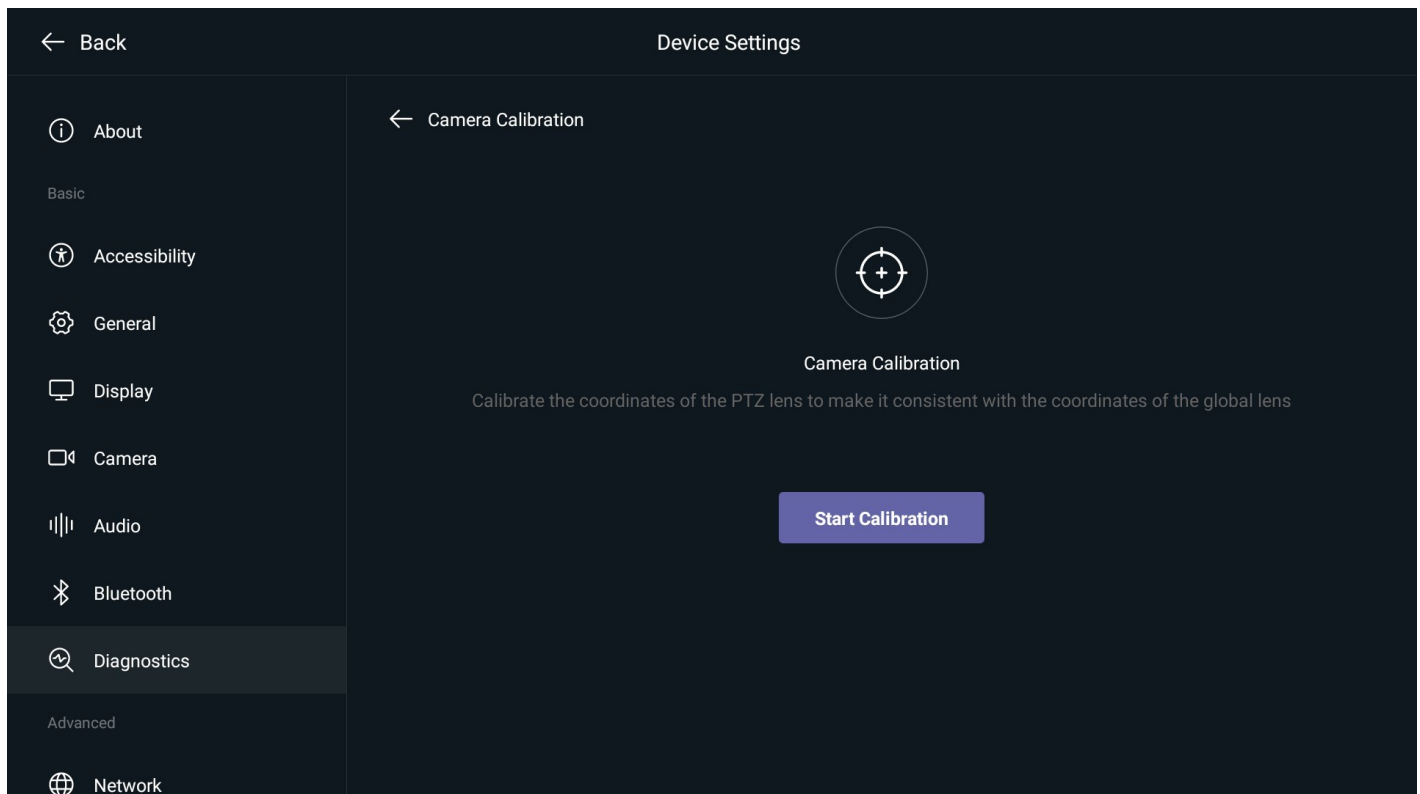 Back
Device Settings
About
Basic
Accessibility
General
Display
Camera
Audio
Bluetooth
Diagnostics
Advanced
Network
Camera Calibration
Camera Calibration
Calibrate the coordinates of the PTZ lens to make it consistent with the coordinates of the global lens
Start Calibration